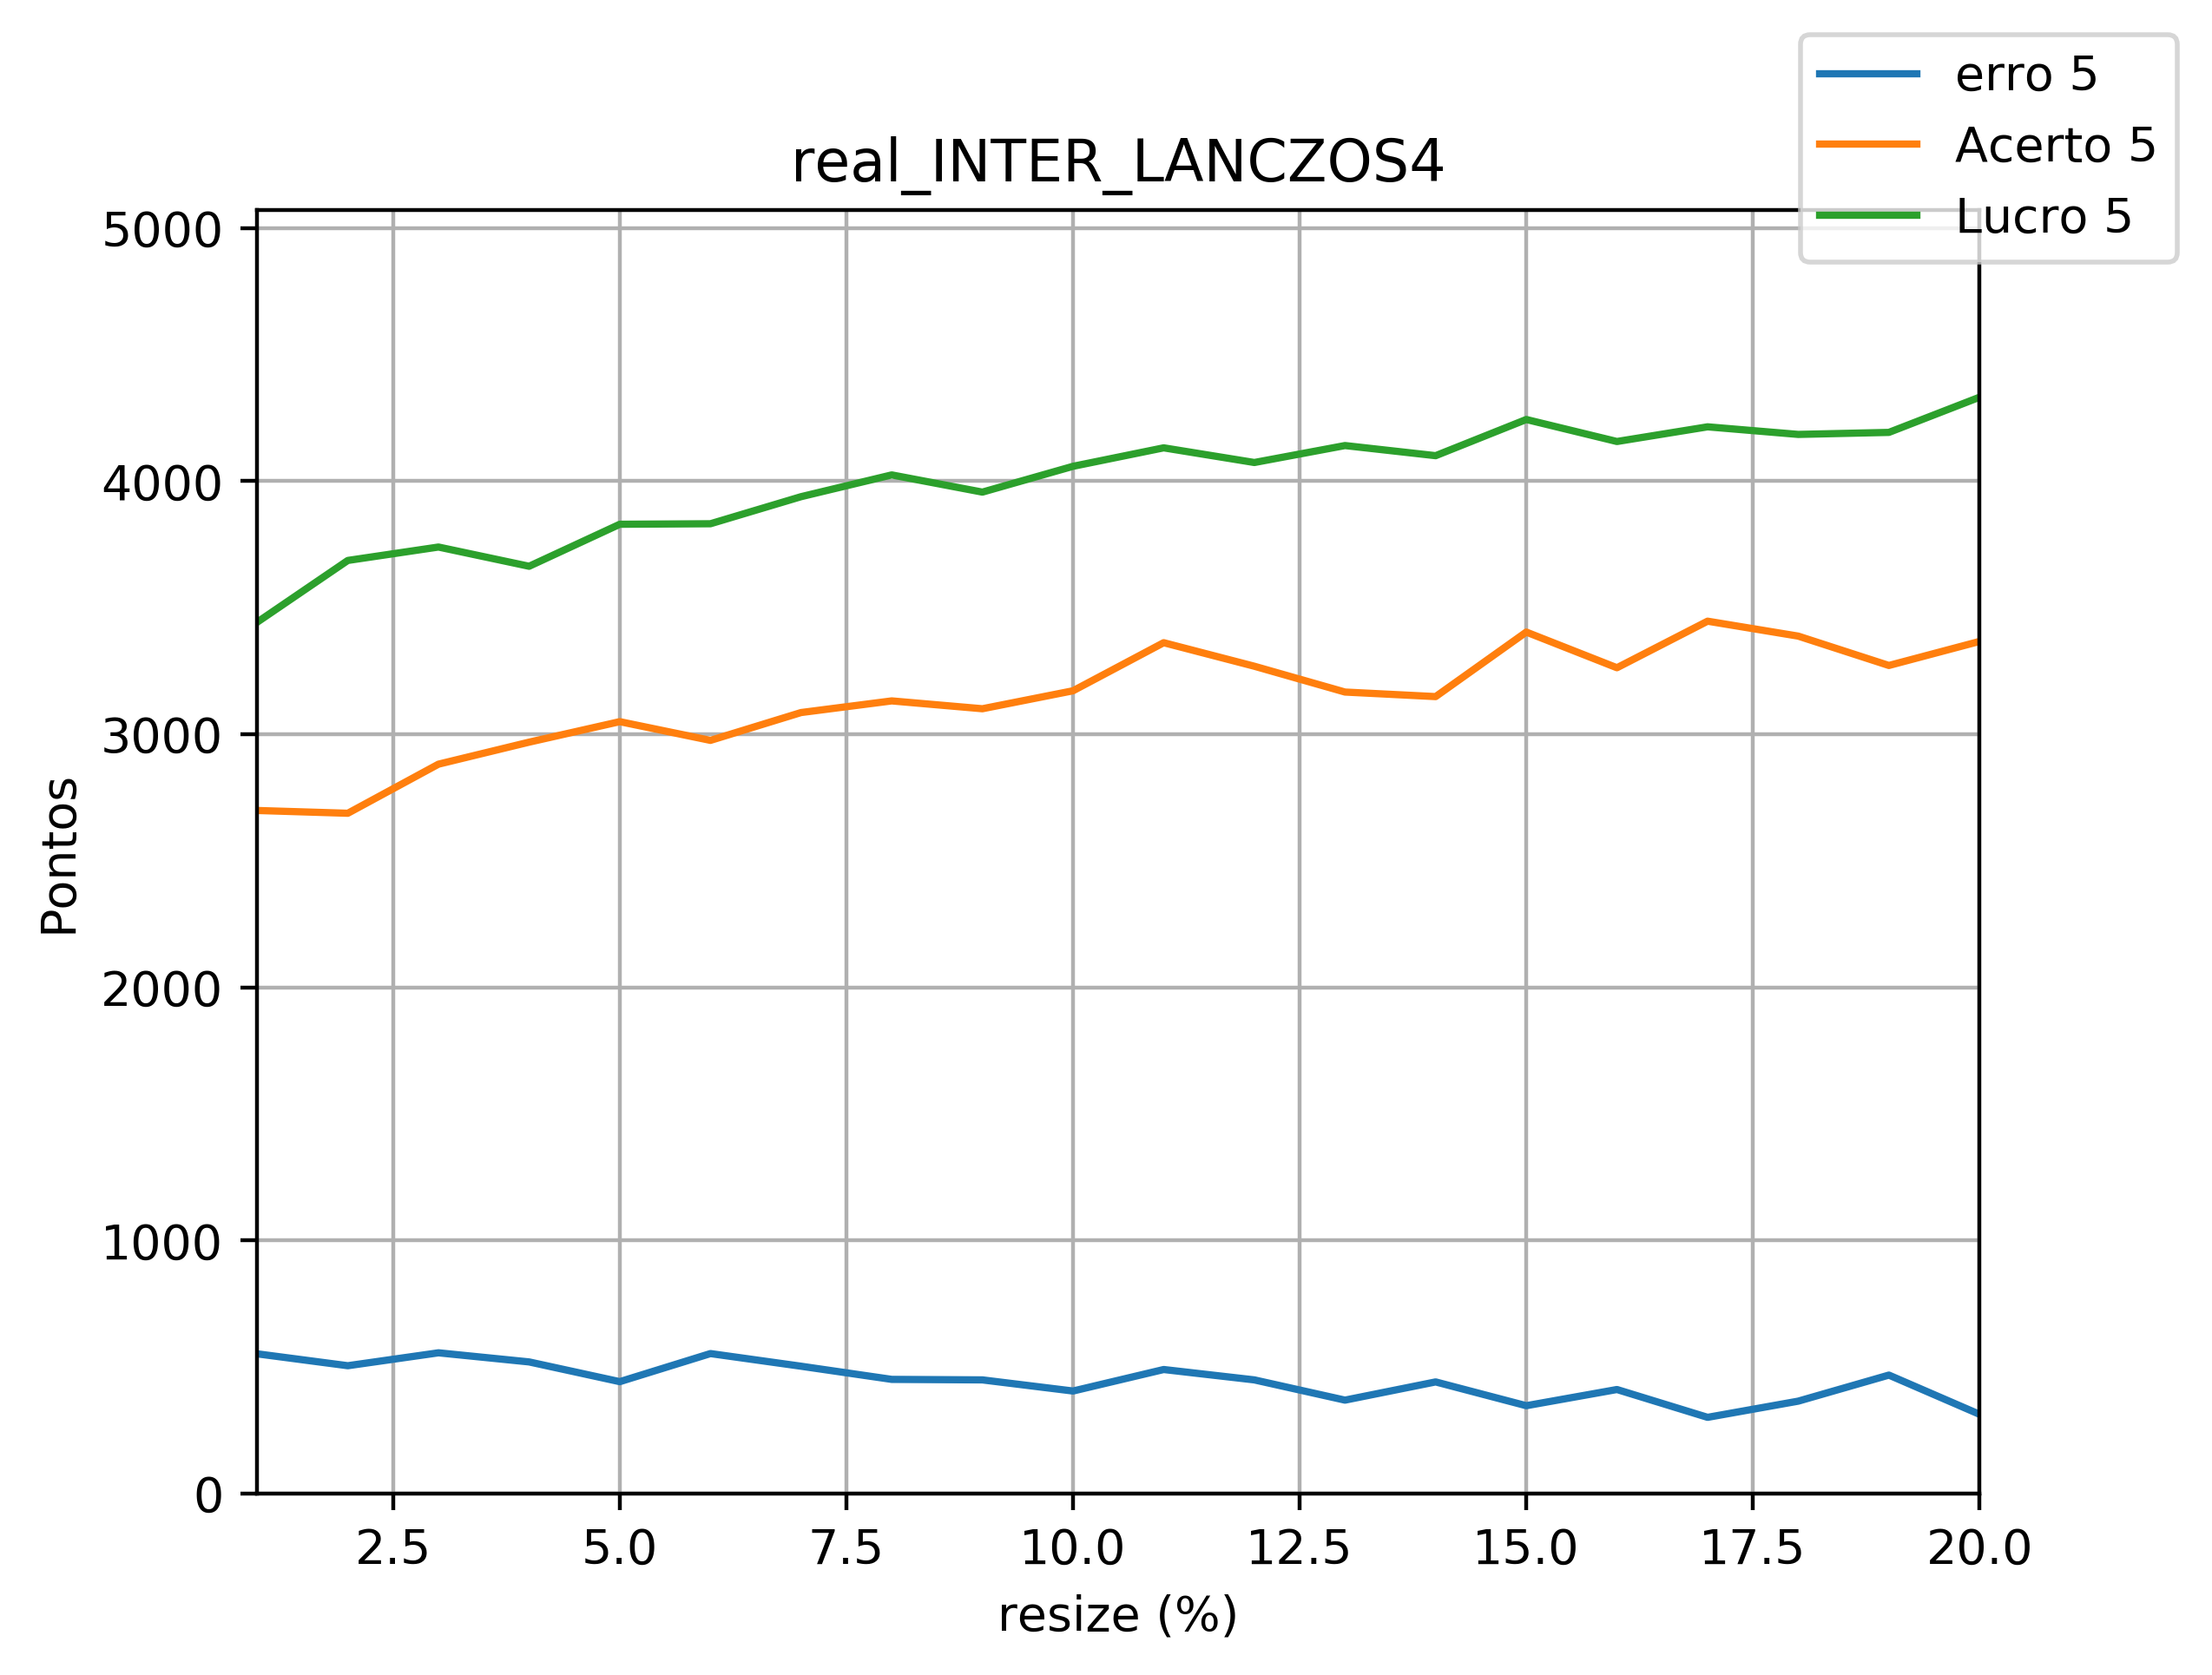 erro 5
Acerto 5
Lucro 5
real_INTER_LANCZOS4
5000
4000
3000
2000
1000
0
Pontos
2.5 5.0 7.5 10.0 12.5 15.0 17.5 20.0
resize (%)